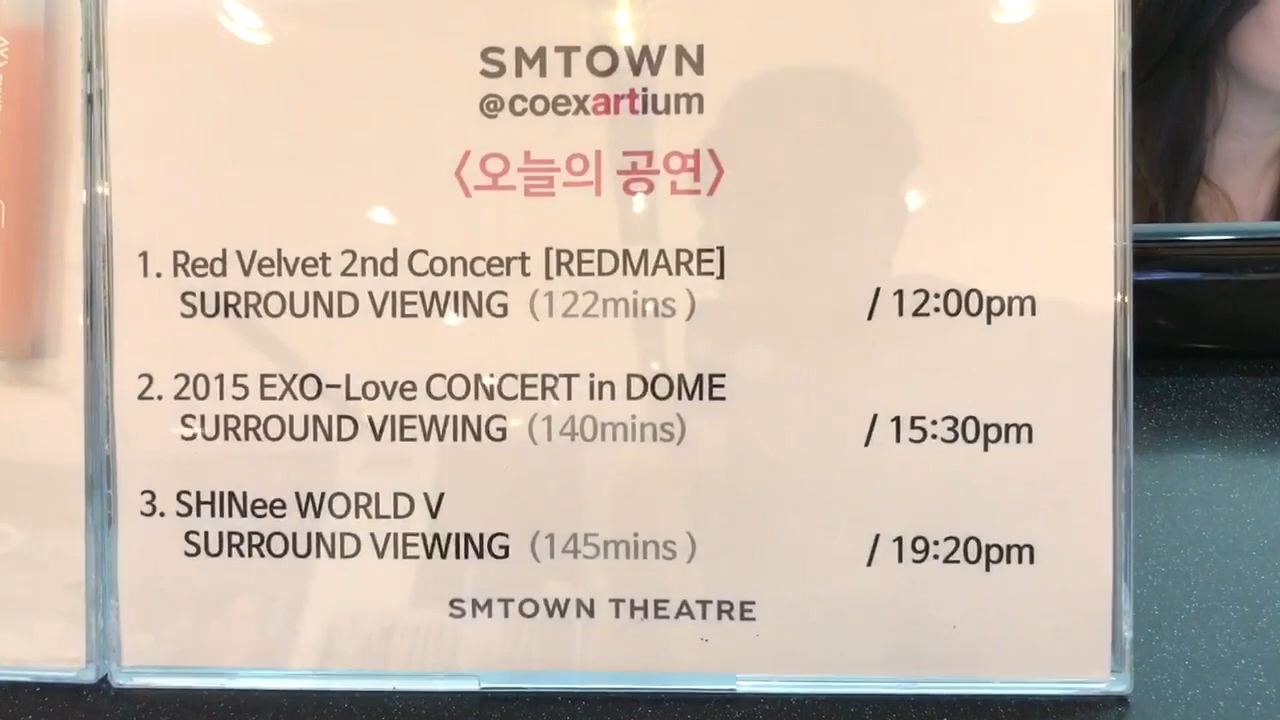 SMTOWN
@coexartium
〈오늘의 공연〉
1. Red Velvet 2nd Concert [REDMARE]
SURROUND VIEWING (122mins ) / 12:00pm
2. 2015 EXO-Love CONCERT in DOME
SURROUND VIEWING (140mins) / 15:30pm
3. SHINee WORLD V
SURROUND VIEWING (145mins ) / 19:20pm
SMTOWN THEATRE